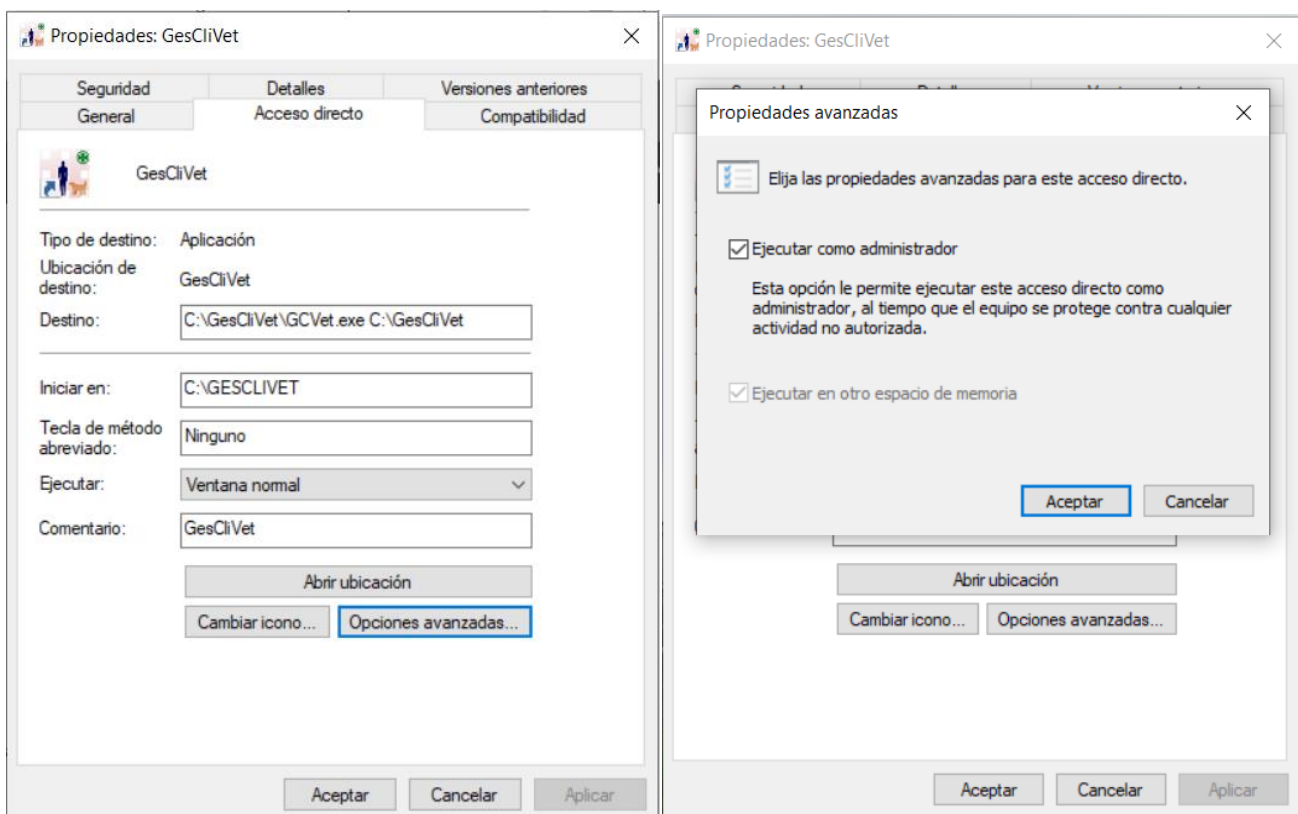 Propiedades: GesCliVet
Seguridad Detalles Versiones anteriores
General Acceso directo Compatibilidad
GesCliVet
Tipo de destino: Aplicación
Ubicación de destino: GesCliVet
Destino: C:\GesCliVet\GCVet.exe C:\GesCliVet
Iniciar en: C:\GESCLIVET
Tecla de método abreviado: Ninguno
Ejecutar: Ventana normal
Comentario: GesCliVet
Abrir ubicación
Cambiar icono... Opciones avanzadas...
Aceptar Cancelar Aplicar
Propiedades: GesCliVet
Propiedades avanzadas
Elija las propiedades avanzadas para este acceso directo.
Ejecutar como administrador
Esta opción le permite ejecutar este acceso directo como
administrador, al tiempo que el equipo se protege contra cualquier
actividad no autorizada.
Ejecutar en otro espacio de memoria
Aceptar Cancelar
Abrir ubicación
Cambiar icono... Opciones avanzadas...
Aceptar Cancelar Aplicar